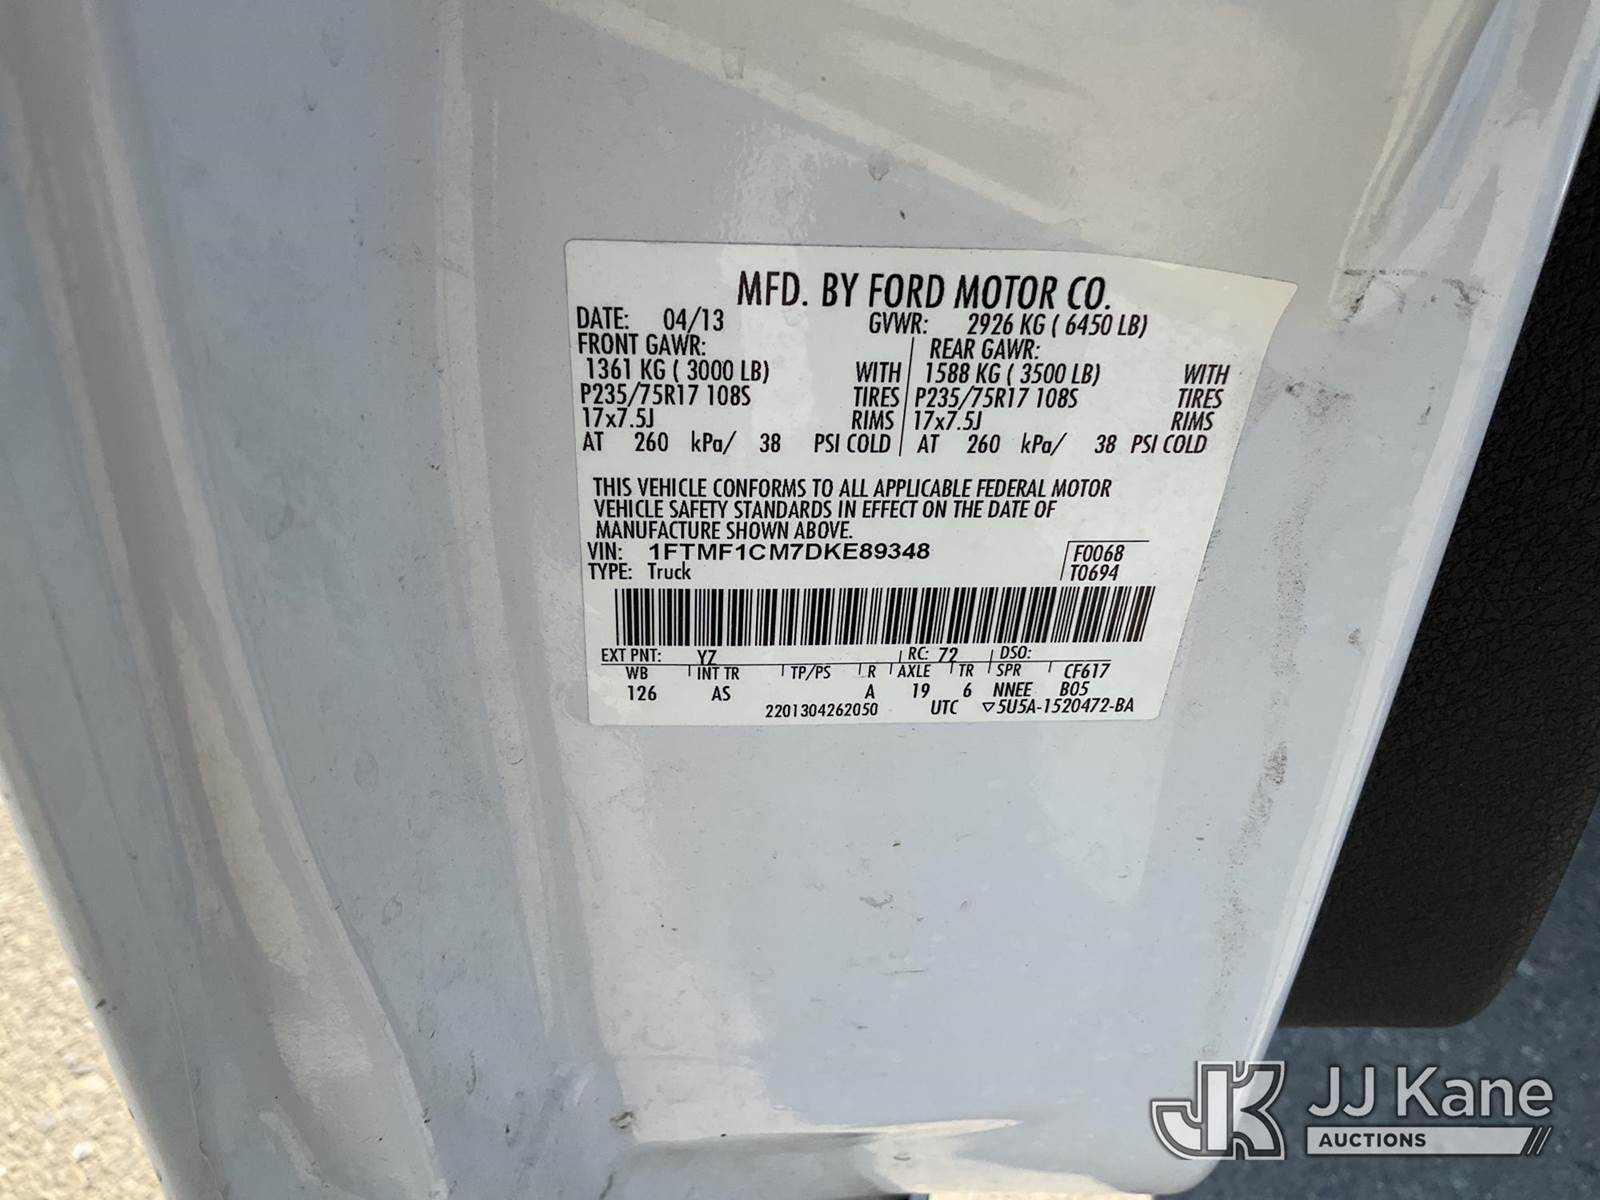 MFD. BY FORD MOTOR CO.
DATE: 04/13 GVWR: 2926 KG ( 6450 LB)
FRONT GAWR: REAR GAWR:
1361 KG ( 3000 LB) WITH 1588 KG ( 3500 LB) WITH
P235/75R17 108S TIRES P235/75R17 108S TIRES
17x7.5J RIMS 17x7.5J RIMS
AT 260 kPa/ 38 PSI COLD AT 260 kPa/ 38 PSI COLD
THIS VEHICLE CONFORMS TO ALL APPLICABLE FEDERAL MOTOR
VEHICLE SAFETY STANDARDS IN EFFECT ON THE DATE OF
MANUFACTURE SHOWN ABOVE.
VIN: 1FTMF1CM7DKE89348 F0068
TYPE: Truck T0694
EXT PNT: YZ RC: 72 DSO:
WB INT TR TP/PS R AXLE TR SPR CF617
126 AS A 19 6 NNEE B05
2201304262050 UTC ▽5U5A-1520472-BA
JK JJ Kane
AUCTIONS